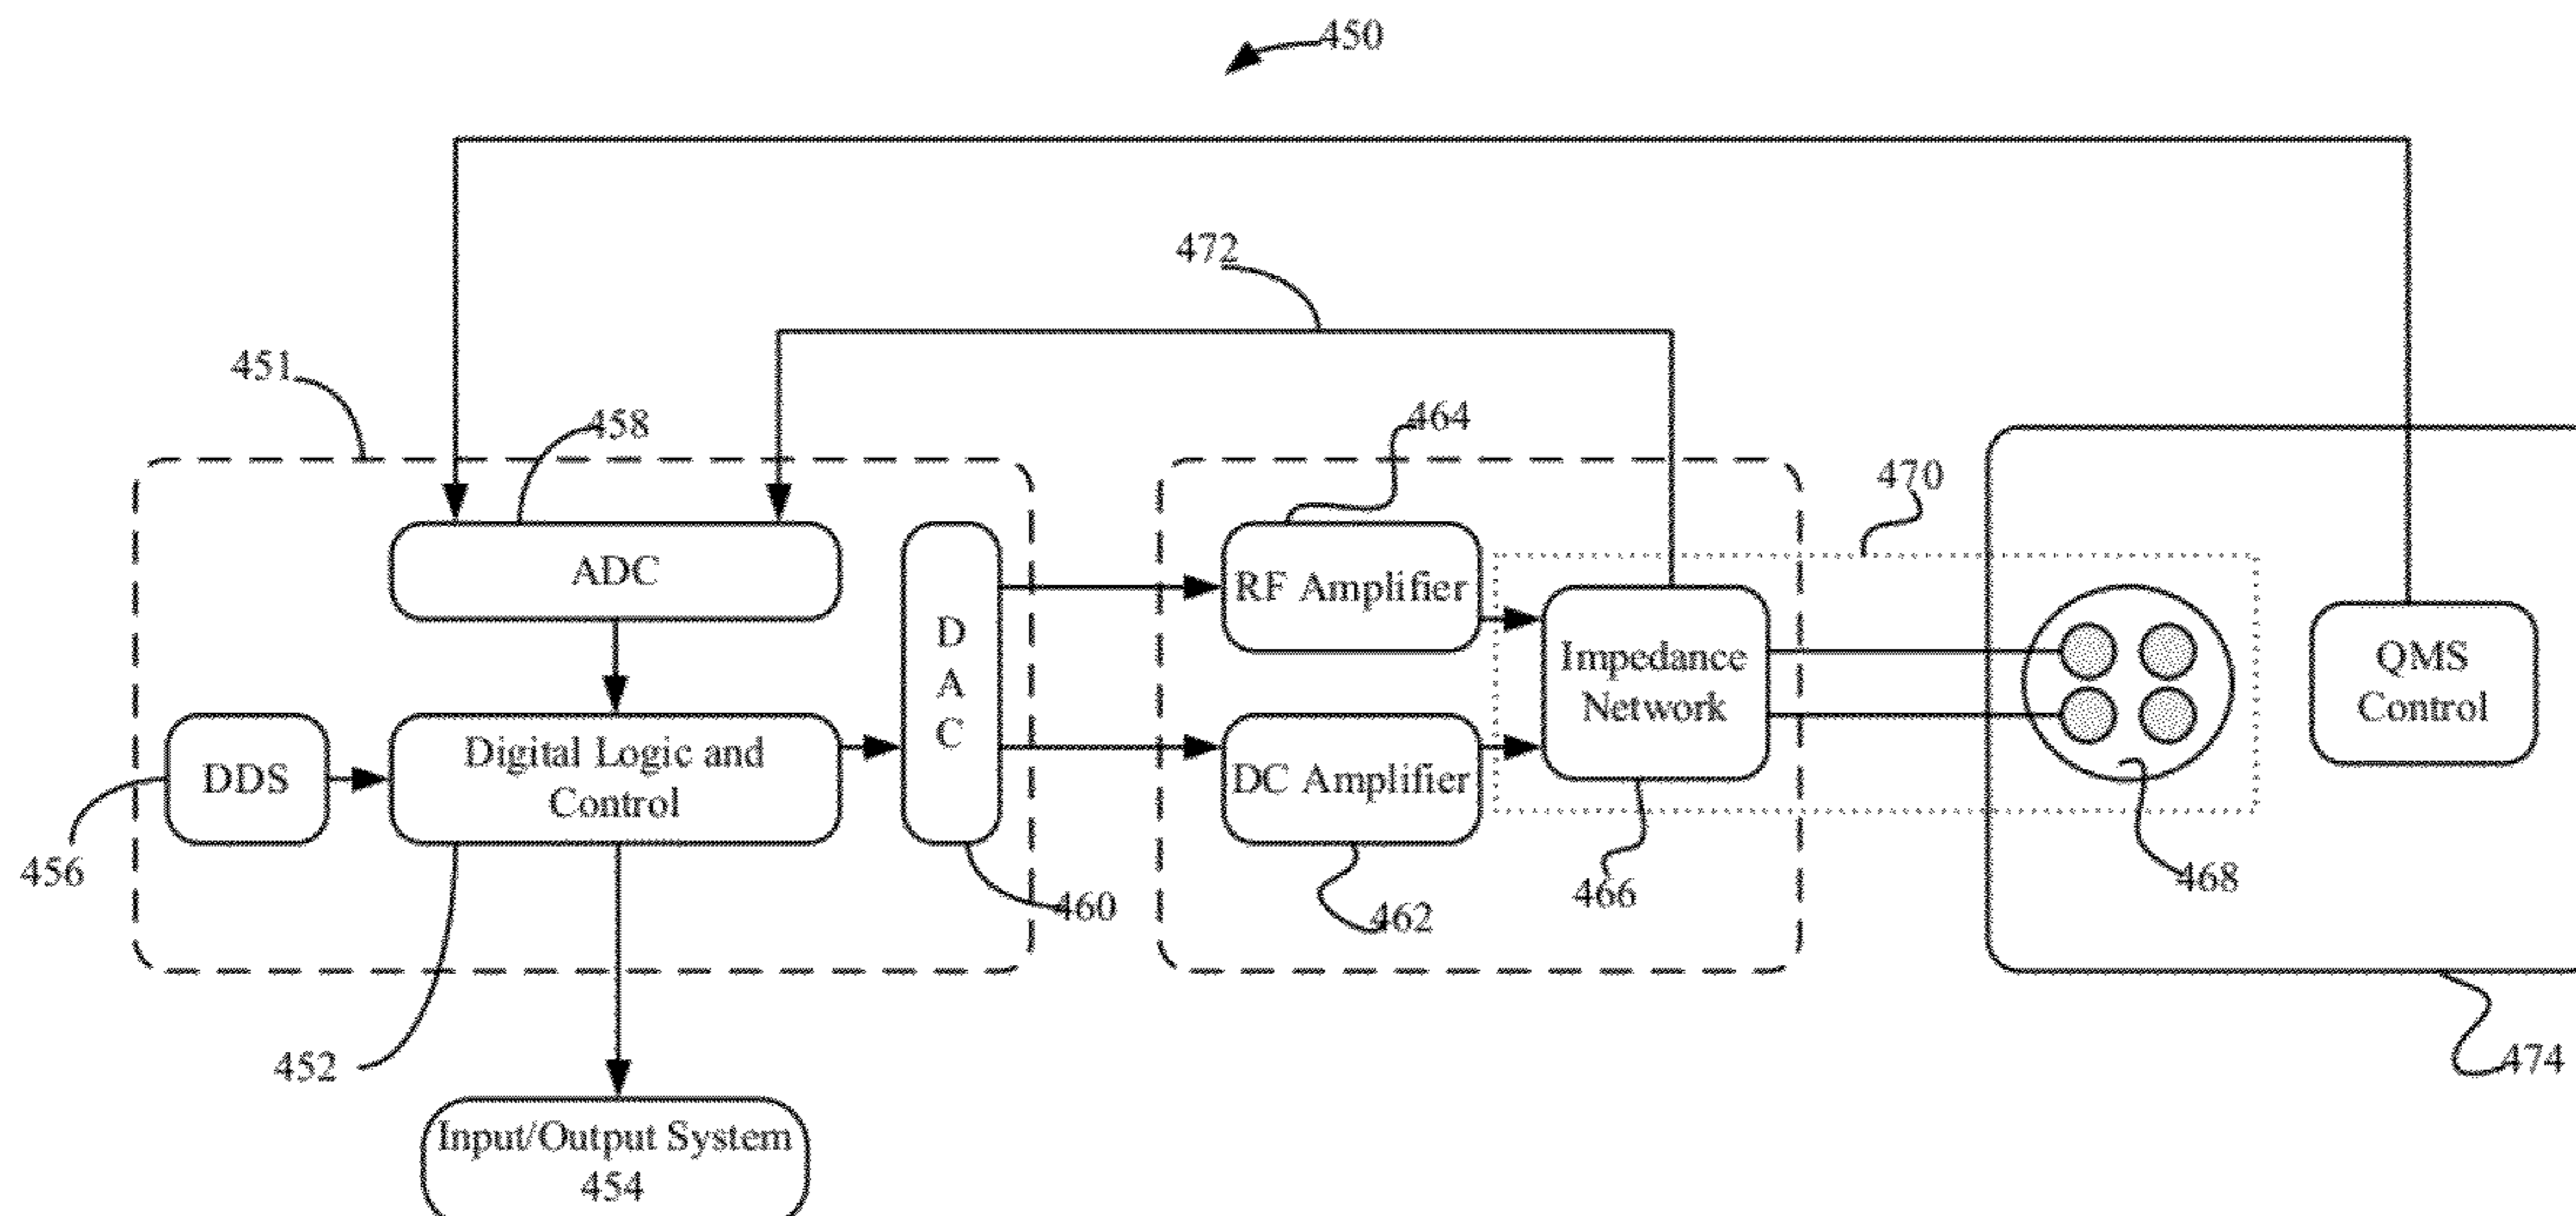 450
472
451
458
464
470
ADC
RF Amplifier
D
A
C
Impedance
Network
QMS
Control
DDS
Digital Logic and
Control
DC Amplifier
456
460
462
466
468
452
474
Input/Output System
454